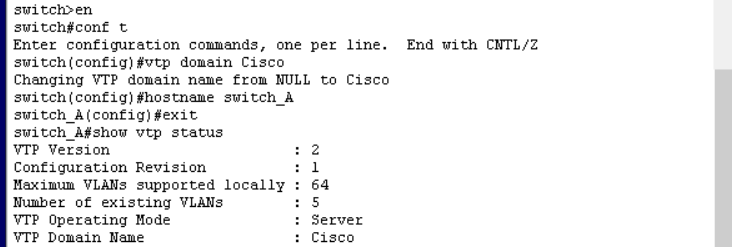 switch>en
switch#conf t
Enter configuration commands, one per line.  End with CNTL/Z
switch(config)#vtp domain Cisco
Changing VTP domain name from NULL to Cisco
switch(config)#hostname switch_A
switch_A(config)#exit
switch_A#show vtp status
VTP Version                     : 2
Configuration Revision          : 1
Maximum VLANs supported locally : 64
Number of existing VLANs        : 5
VTP Operating Mode              : Server
VTP Domain Name                 : Cisco